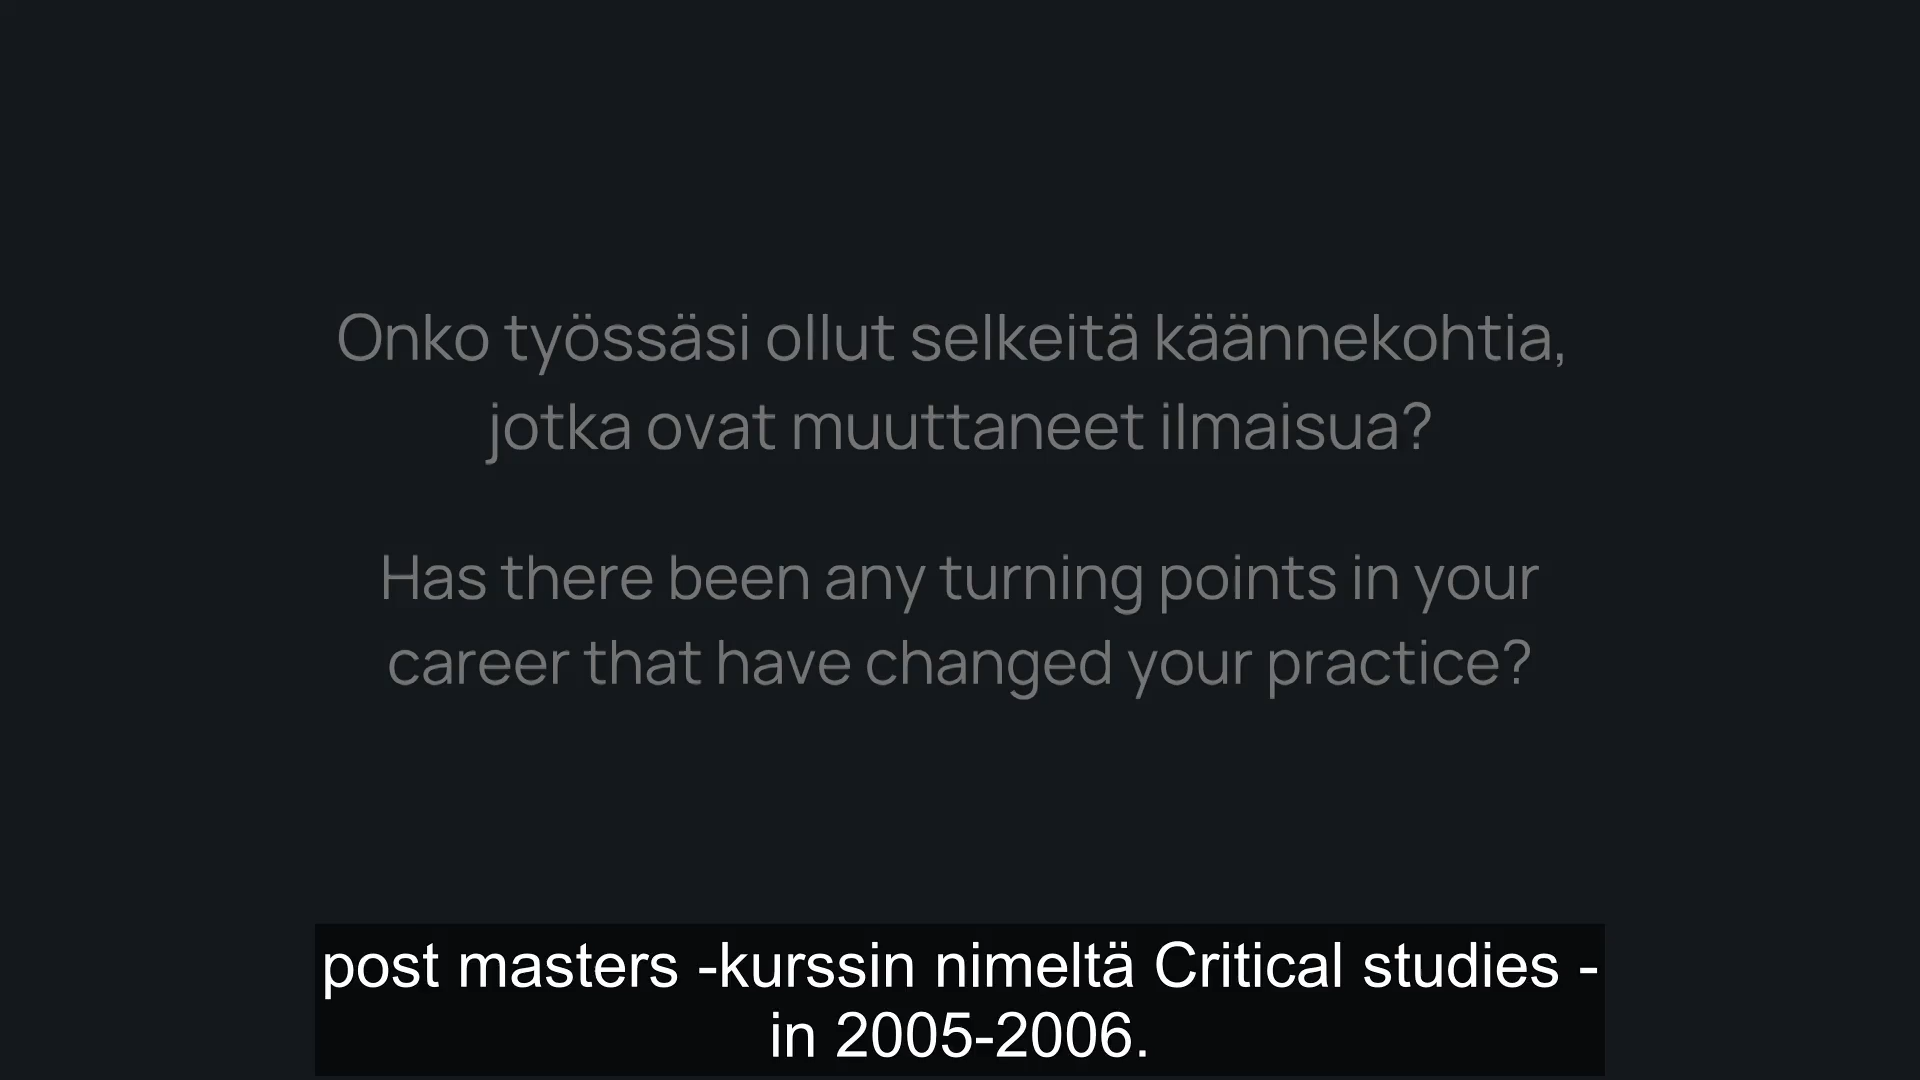 Onko työssäsi ollut selkeitä käännekohtia,
jotka ovat muuttaneet ilmaisua?
Has there been any turning points in your
career that have changed your practice?
post masters -kurssin nimeltä Critical studies -
in 2005-2006.